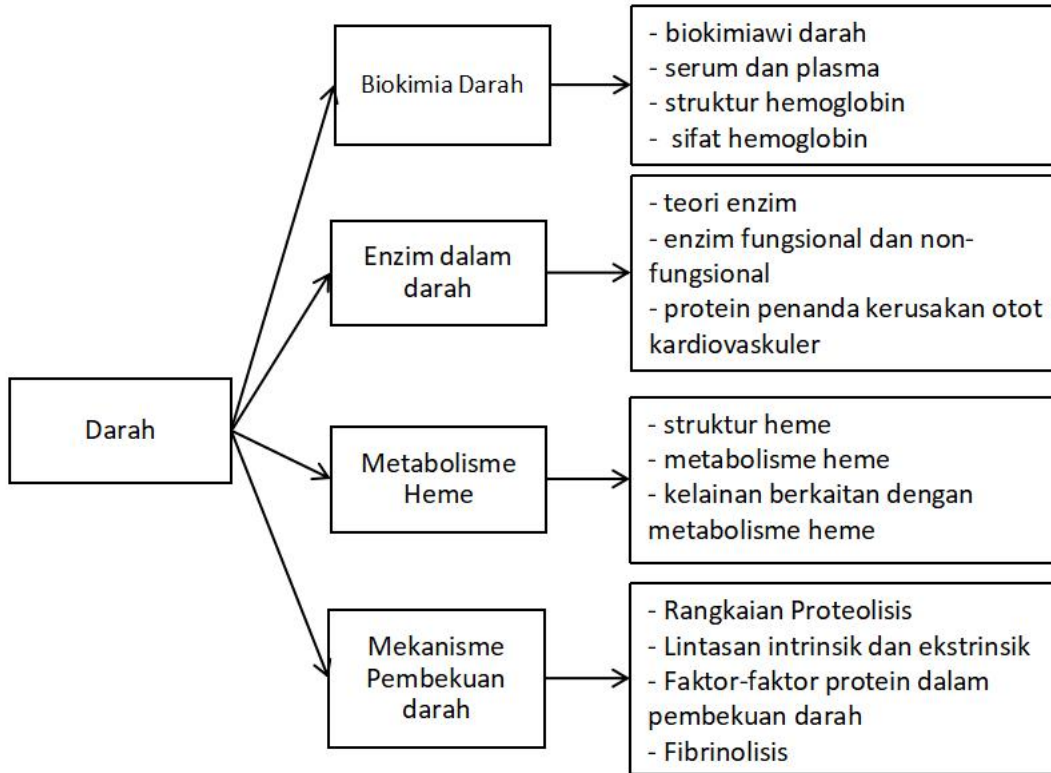 Biokimia Darah
- biokimiawi darah
- serum dan plasma
- struktur hemoglobin
- sifat hemoglobin
Enzim dalam
darah
- teori enzim
- enzim fungsional dan non-
fungsional
- protein penanda kerusakan otot
kardiovaskuler
Darah
Metabolisme
Heme
- struktur heme
- metabolisme heme
- kelainan berkaitan dengan
metabolisme heme
Mekanisme
Pembekuan
darah
- Rangkaian Proteolisis
- Lintasan intrinsik dan ekstrinsik
- Faktor-faktor protein dalam
pembekuan darah
- Fibrinolisis